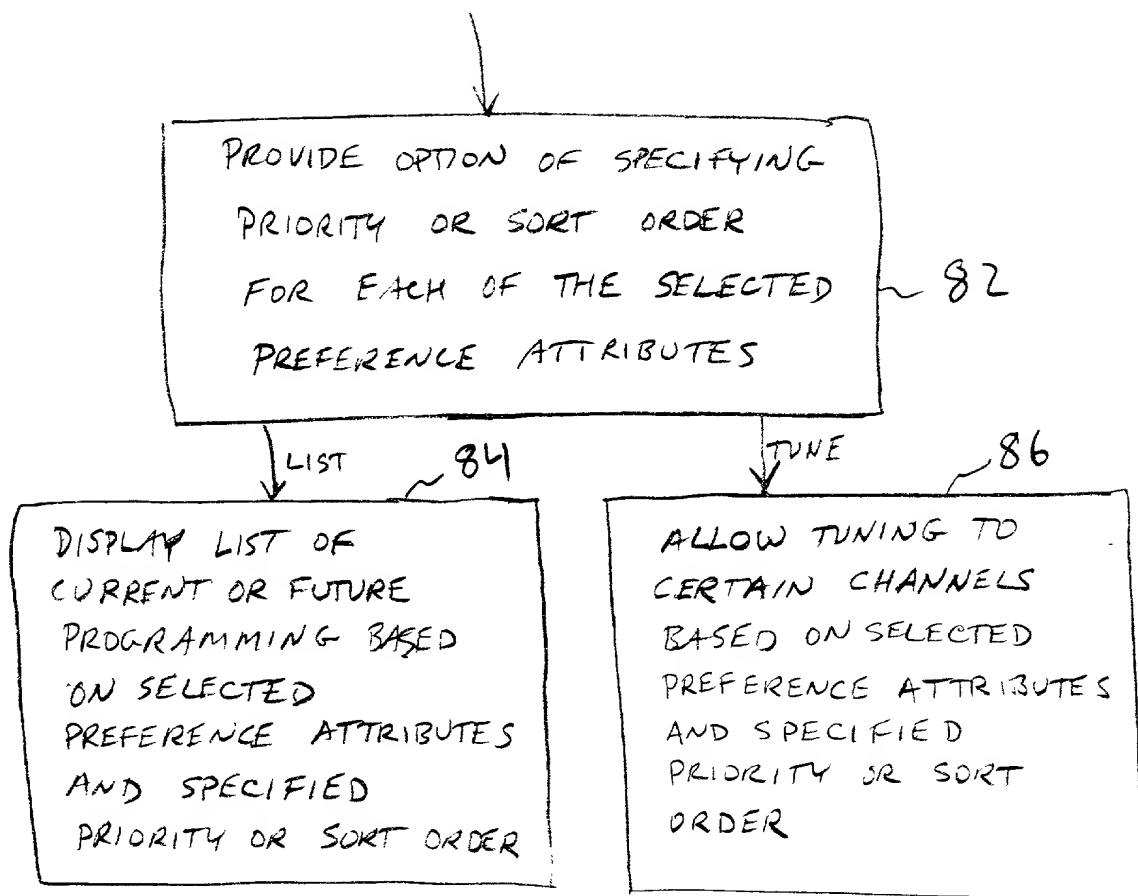 PROVIDE OPTION OF SPECIFYING
PRIORITY OR SORT ORDER
FOR EACH OF THE SELECTED
PREFERENCE ATTRIBUTES
82
LIST
84
DISPLAY LIST OF
CURRENT OR FUTURE
PROGRAMMING BASED
ON SELECTED
PREFERENCE ATTRIBUTES
AND SPECIFIED
PRIORITY OR SORT ORDER
TUNE
86
ALLOW TUNING TO
CERTAIN CHANNELS
BASED ON SELECTED
PREFERENCE ATTRIBUTES
AND SPECIFIED
PRIORITY OR SORT
ORDER